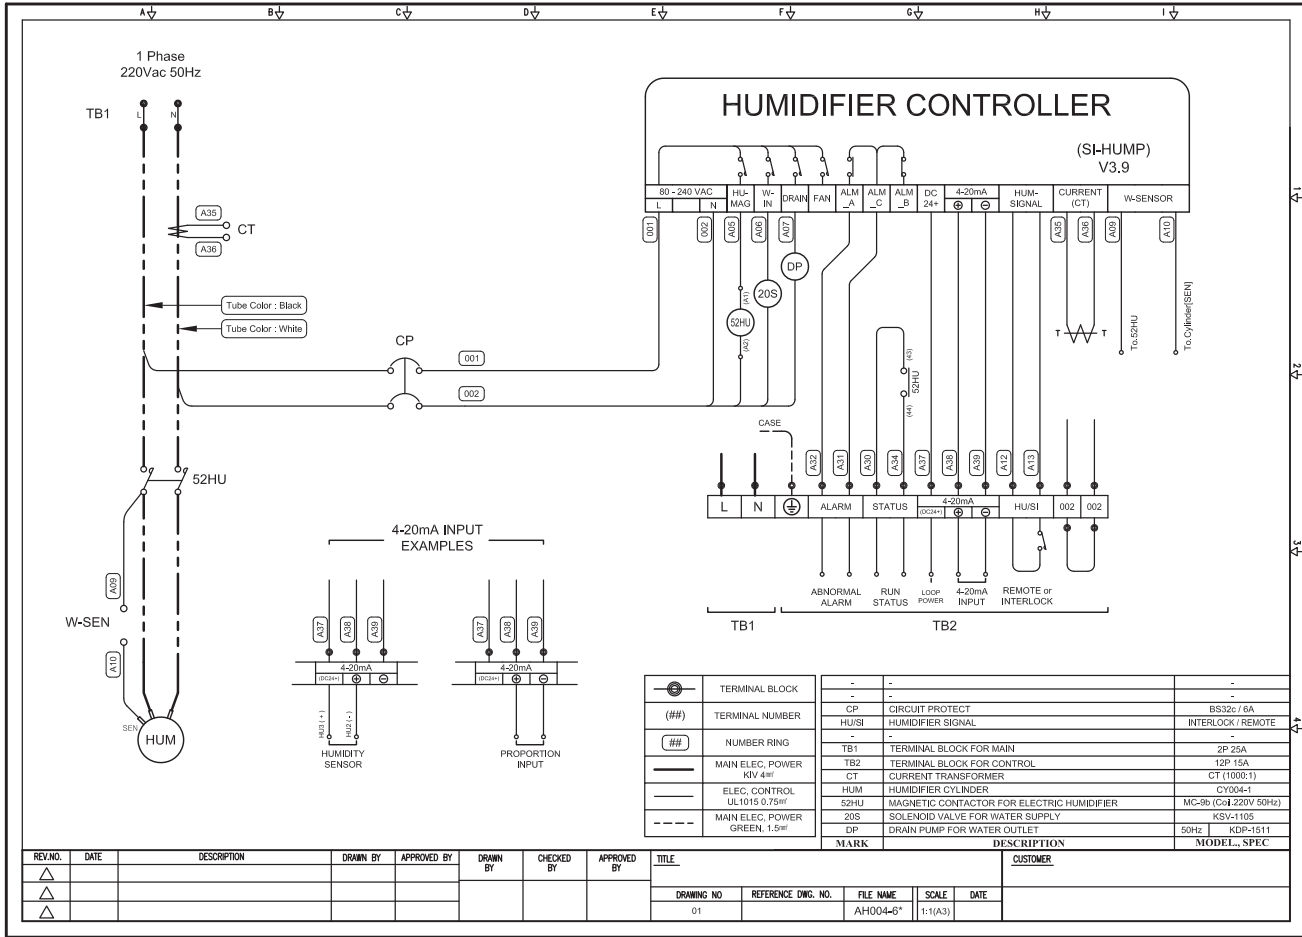 A B C D E F G H I
1 Phase
220Vac 50Hz
TB1
L N
A35
CT
A36
Tube Color : Black
Tube Color : White
CP
001
002
52HU
A09
W-SEN
A10
SEN
HUM
HUMIDIFIER CONTROLLER
(SI-HUMP)
V3.9
80 - 240 VAC
L N
HU-
MAG
W-
IN
DRAIN
FAN
ALM
_A
ALM
_C
ALM
_B
DC
24+
4-20mA
⊕ ⊖
HUM-
SIGNAL
CURRENT
(CT)
W-SENSOR
001 002 A05 A06 A07 A35 A36 A09 A10
DP
20S
(A1)
52HU
(A2)
T T
To.52HU
To.Cylinder[SEN]
(43)
52HU
(44)
CASE
A32 A31 A30 A34 A37 A38 A39 A12 A13
L N
ALARM
STATUS
4-20mA
(DC24+) ⊕ ⊖
HU/SI
002 002
ABNORMAL
ALARM
RUN
STATUS
LOOP
POWER
4-20mA
INPUT
REMOTE or
INTERLOCK
TB1
TB2
4-20mA INPUT
EXAMPLES
A37 A38 A39
4-20mA
(DC24+) ⊕ ⊖
HU3 ( + )
HU2 ( - )
HUMIDITY
SENSOR
A37 A38 A39
4-20mA
(DC24+) ⊕ ⊖
PROPORTION
INPUT
1
2
3
4
TERMINAL BLOCK
(##) TERMINAL NUMBER
## NUMBER RING
MAIN ELEC, POWER
KIV 4㎟
ELEC, CONTROL
UL1015 0.75㎟
MAIN ELEC, POWER
GREEN, 1.5㎟
- - -
- - -
CP CIRCUIT PROTECT BS32c / 6A
HU/SI HUMIDIFIER SIGNAL INTERLOCK / REMOTE
- - -
TB1 TERMINAL BLOCK FOR MAIN 2P 25A
TB2 TERMINAL BLOCK FOR CONTROL 12P 15A
CT CURRENT TRANSFORMER CT (1000:1)
HUM HUMIDIFIER CYLINDER CY004-1
52HU MAGNETIC CONTACTOR FOR ELECTRIC HUMIDIFIER MC-9b (Coil.220V 50Hz)
20S SOLENOID VALVE FOR WATER SUPPLY KSV-1105
DP DRAIN PUMP FOR WATER OUTLET 50Hz KDP-1511
MARK DESCRIPTION MODEL., SPEC
REV.NO. DATE DESCRIPTION DRAWN BY APPROVED BY
DRAWN
BY
CHECKED
BY
APPROVED
BY
TITLE
CUSTOMER
DRAWING NO REFERENCE DWG. NO. FILE NAME SCALE DATE
01 AH004-6* 1:1(A3)